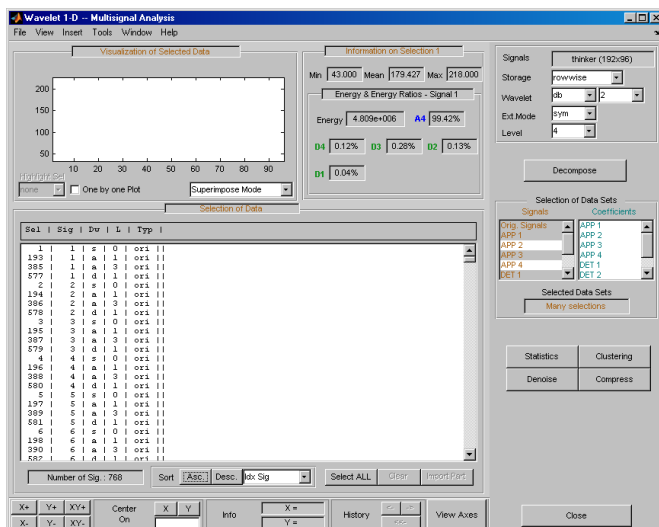 Wavelet 1-D -- Multisignal Analysis
File View Insert Tools Window Help
Visualization of Selected Data
200
150
100
50
10 20 30 40 50 60 70 80 90
Highlight Sel
none
One by one Plot
Superimpose Mode
Information on Selection 1
Min 43.000 Mean 179.427 Max 218.000
Energy & Energy Ratios - Signal 1
Energy 4.809e+006 A4 99.42%
D4 0.12% D3 0.28% D2 0.13%
D1 0.04%
Signals thinker (192x96)
Storage rowwise
Wavelet db 2
Ext.Mode sym
Level 4
Decompose
Selection of Data Sets
Signals Coefficients
Orig. Signals APP 1
APP 1 APP 2
APP 2 APP 3
APP 3 APP 4
APP 4 DET 1
DET 1 DET 2
Selected Data Sets
Many selections
Statistics Clustering
Denoise Compress
Close
Selection of Data
Sel | Sig | Dw | L | Typ |
1 | 1 | s | 0 | ori ||
193 | 1 | a | 1 | ori ||
385 | 1 | a | 3 | ori ||
577 | 1 | d | 1 | ori ||
2 | 2 | s | 0 | ori ||
194 | 2 | a | 1 | ori ||
386 | 2 | a | 3 | ori ||
578 | 2 | d | 1 | ori ||
3 | 3 | s | 0 | ori ||
195 | 3 | a | 1 | ori ||
387 | 3 | a | 3 | ori ||
579 | 3 | d | 1 | ori ||
4 | 4 | s | 0 | ori ||
196 | 4 | a | 1 | ori ||
388 | 4 | a | 3 | ori ||
580 | 4 | d | 1 | ori ||
5 | 5 | s | 0 | ori ||
197 | 5 | a | 1 | ori ||
389 | 5 | a | 3 | ori ||
581 | 5 | d | 1 | ori ||
6 | 6 | s | 0 | ori ||
198 | 6 | a | 1 | ori ||
390 | 6 | a | 3 | ori ||
582 | 6 | d | 1 | ori ||
Number of Sig. : 768 Sort Asc. Desc. Idx Sig Select ALL Clear Import Part.
X+ Y+ XY+ Center X Y Info X = History <- -> View Axes
X- Y- XY- On Y = <<-